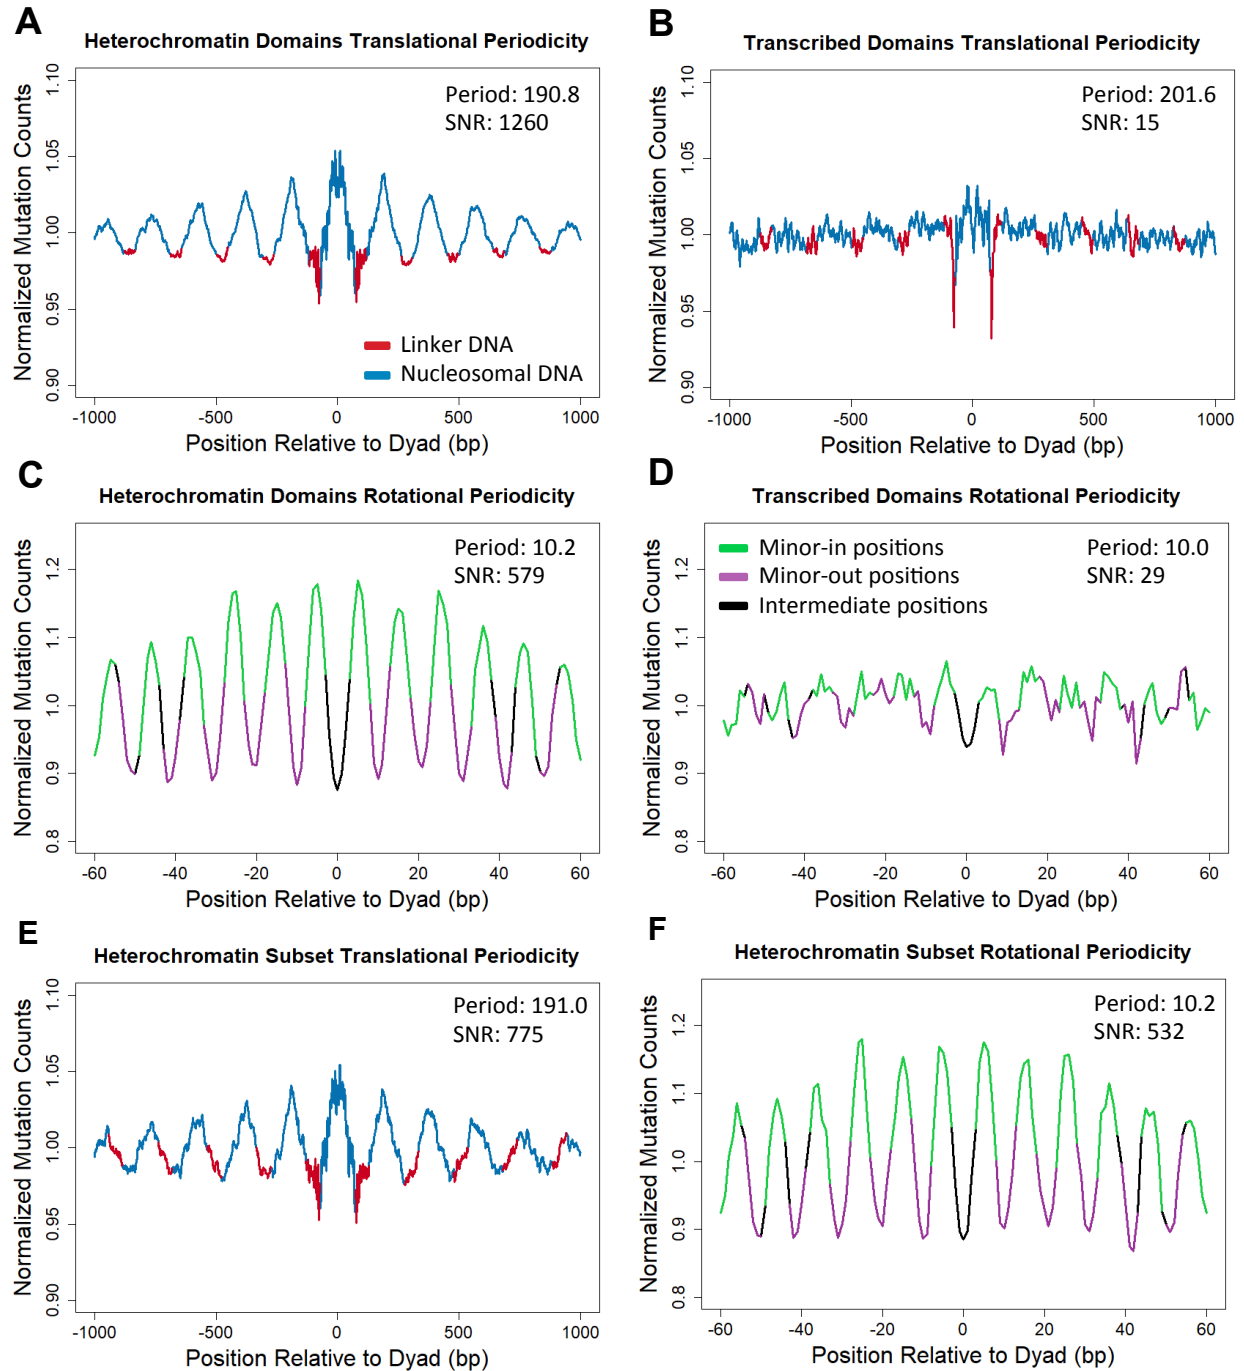 A
Heterochromatin Domains Translational Periodicity
Normalized Mutation Counts
1.10
1.05
1.00
0.95
0.90
Period: 190.8
SNR: 1260
Linker DNA
Nucleosomal DNA
-1000
-500
0
500
1000
Position Relative to Dyad (bp)
B
Transcribed Domains Translational Periodicity
Normalized Mutation Counts
1.10
1.05
1.00
0.95
0.90
Period: 201.6
SNR: 15
-1000
-500
0
500
1000
Position Relative to Dyad (bp)
C
Heterochromatin Domains Rotational Periodicity
Normalized Mutation Counts
1.2
1.1
1.0
0.9
0.8
Period: 10.2
SNR: 579
-60
-40
-20
0
20
40
60
Position Relative to Dyad (bp)
D
Transcribed Domains Rotational Periodicity
Normalized Mutation Counts
1.2
1.1
1.0
0.9
0.8
Minor-in positions
Minor-out positions
Intermediate positions
Period: 10.0
SNR: 29
-60
-40
-20
0
20
40
60
Position Relative to Dyad (bp)
E
Heterochromatin Subset Translational Periodicity
Normalized Mutation Counts
1.10
1.05
1.00
0.95
0.90
Period: 191.0
SNR: 775
-1000
-500
0
500
1000
Position Relative to Dyad (bp)
F
Heterochromatin Subset Rotational Periodicity
Normalized Mutation Counts
1.2
1.1
1.0
0.9
0.8
Period: 10.2
SNR: 532
-60
-40
-20
0
20
40
60
Position Relative to Dyad (bp)